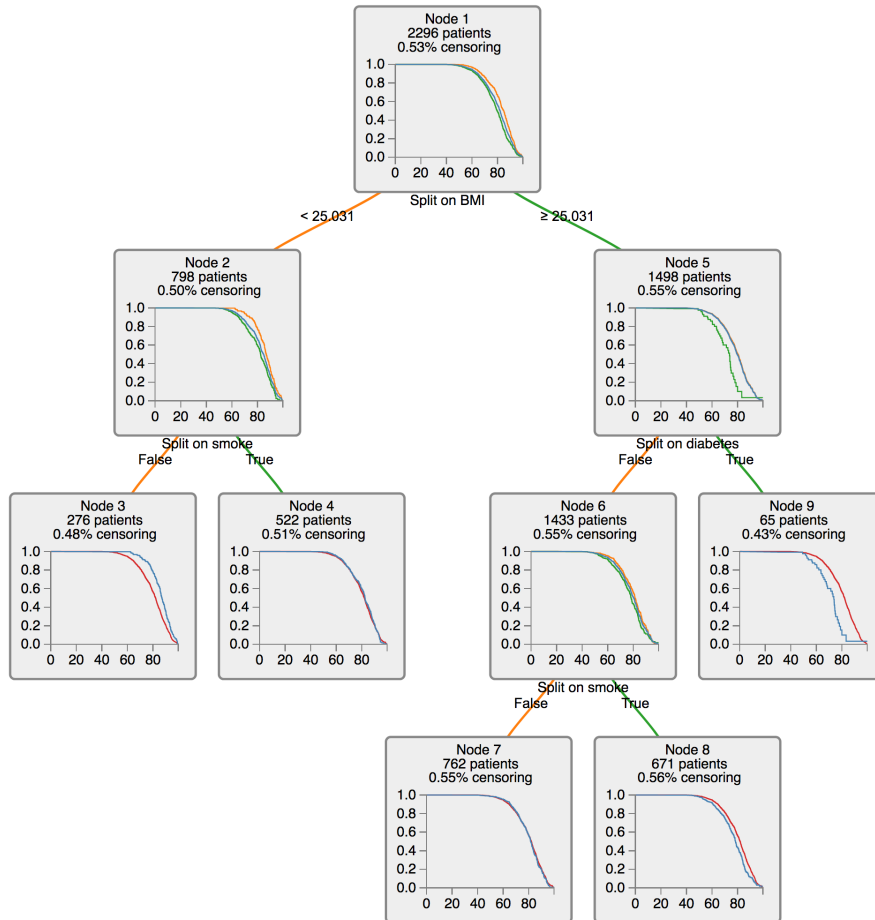 Node 1
2296 patients
0.53% censoring
1.0
0.8
0.6
0.4
0.2
0.0
0 20 40 60 80
Split on BMI
< 25.031
≥ 25.031
Node 2
798 patients
0.50% censoring
1.0
0.8
0.6
0.4
0.2
0.0
0 20 40 60 80
Split on smoke
False
True
Node 5
1498 patients
0.55% censoring
1.0
0.8
0.6
0.4
0.2
0.0
0 20 40 60 80
Split on diabetes
False
True
Node 3
276 patients
0.48% censoring
1.0
0.8
0.6
0.4
0.2
0.0
0 20 40 60 80
Node 4
522 patients
0.51% censoring
1.0
0.8
0.6
0.4
0.2
0.0
0 20 40 60 80
Node 6
1433 patients
0.55% censoring
1.0
0.8
0.6
0.4
0.2
0.0
0 20 40 60 80
Split on smoke
False
True
Node 9
65 patients
0.43% censoring
1.0
0.8
0.6
0.4
0.2
0.0
0 20 40 60 80
Node 7
762 patients
0.55% censoring
1.0
0.8
0.6
0.4
0.2
0.0
0 20 40 60 80
Node 8
671 patients
0.56% censoring
1.0
0.8
0.6
0.4
0.2
0.0
0 20 40 60 80